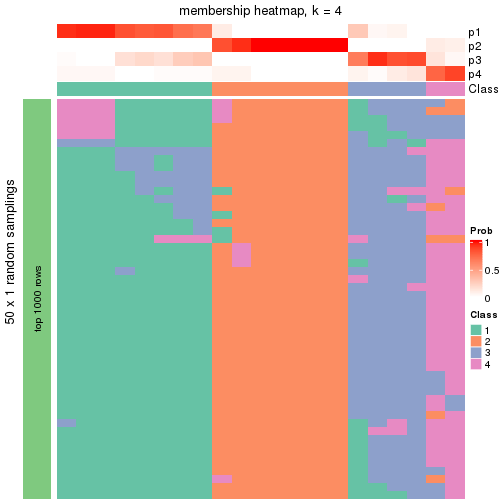 membership heatmap, k = 4
p1
p2
p3
p4
Class
50 x 1 random samplings
top 1000 rows
Prob
1
0.5
0
Class
1
2
3
4